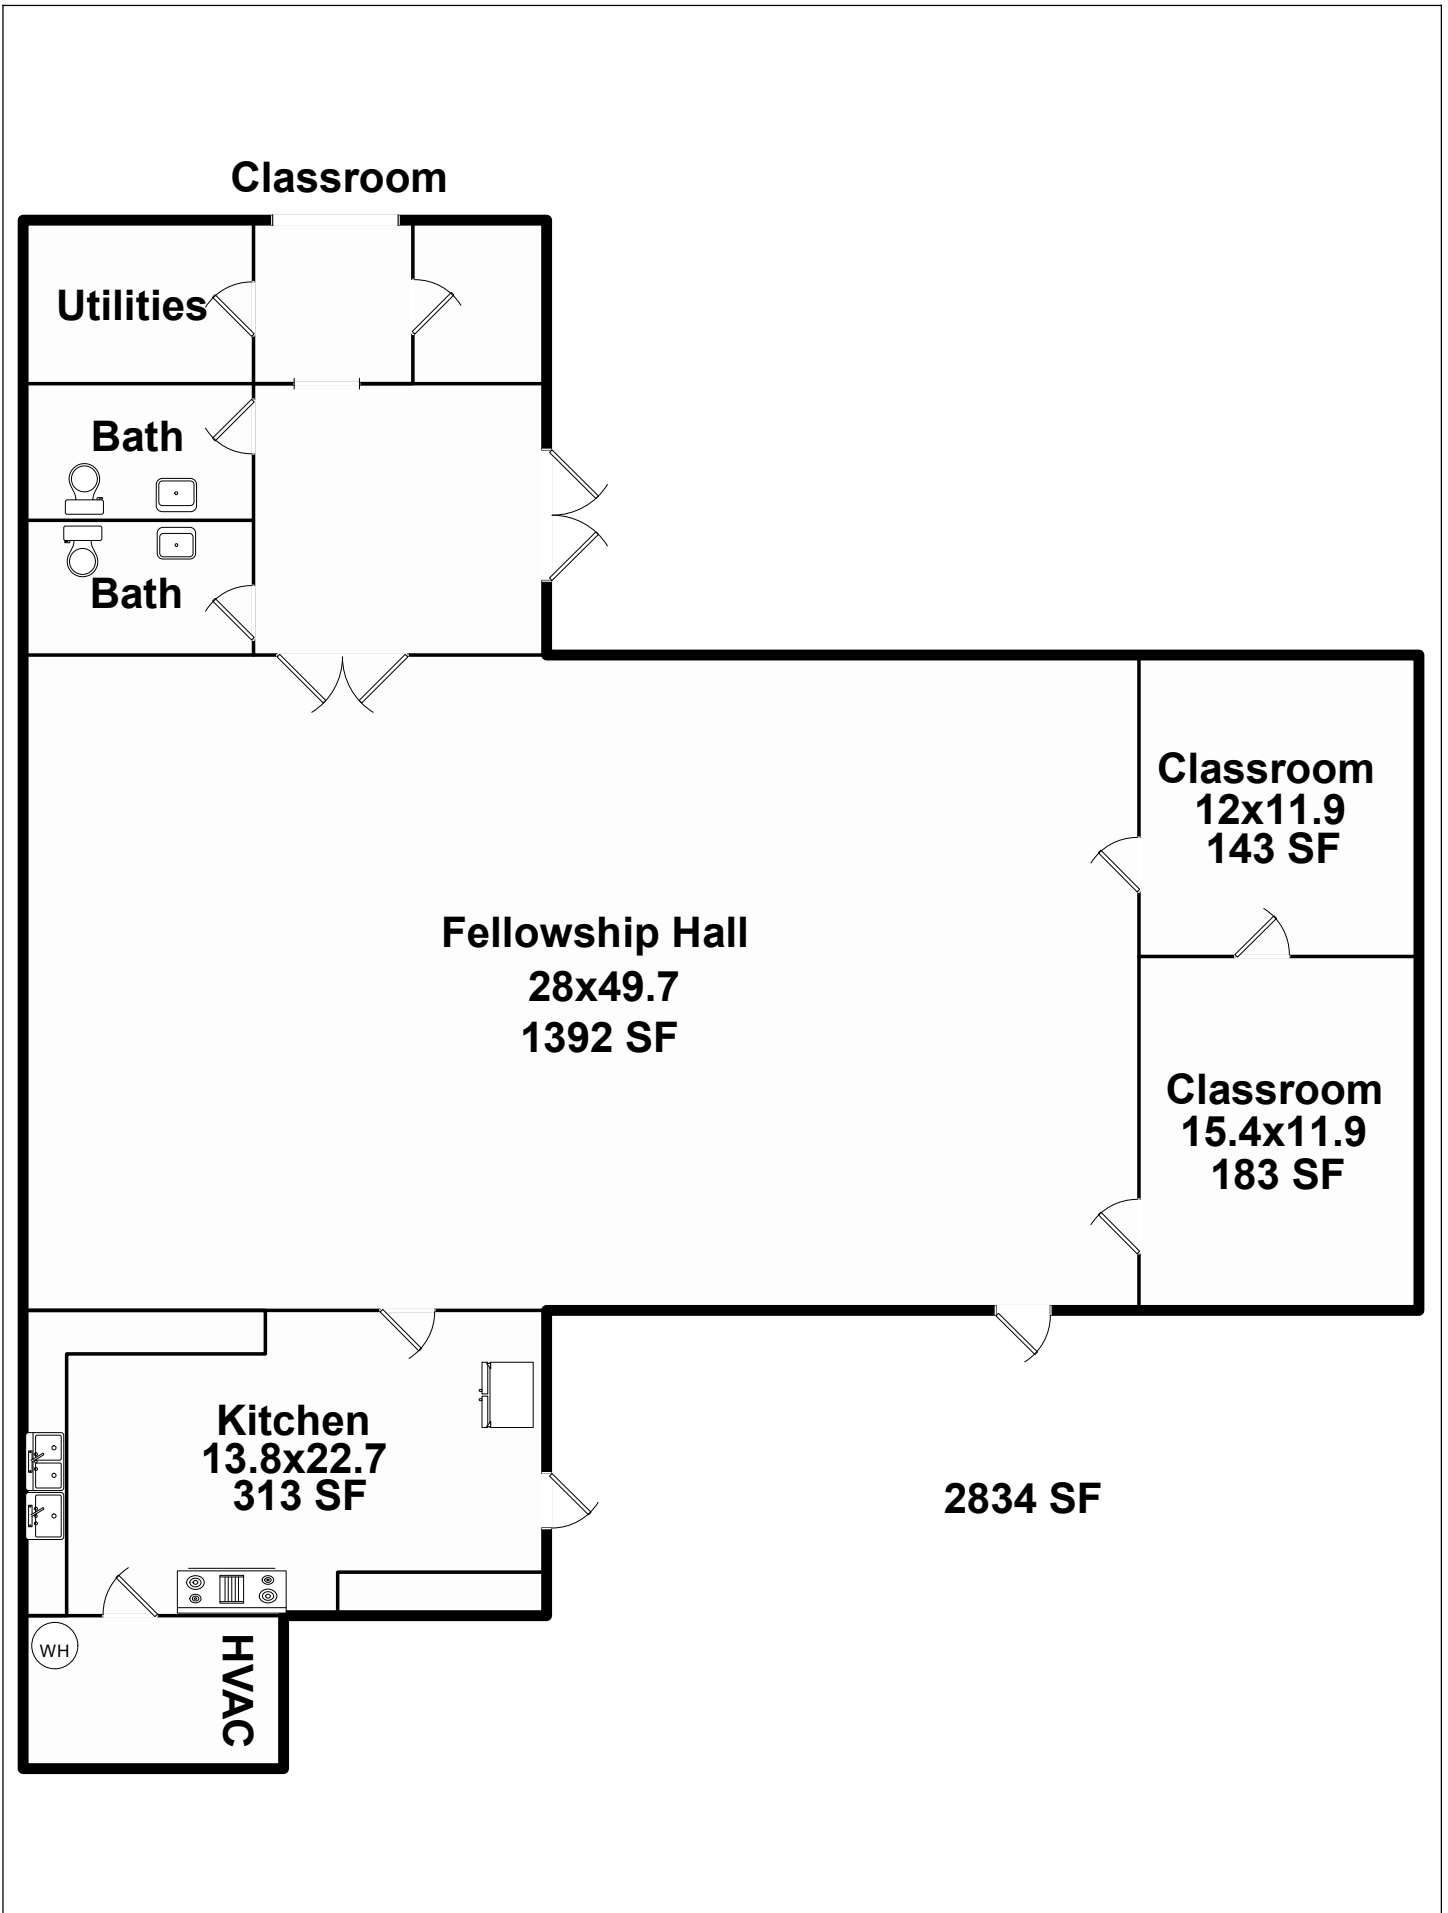 Classroom
Utilities
Bath
Bath
Classroom
12x11.9
143 SF
Fellowship Hall
28x49.7
1392 SF
Classroom
15.4x11.9
183 SF
Kitchen
13.8x22.7
313 SF
2834 SF
WH
HVAC